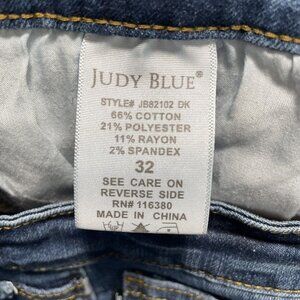 JUDY BLUE®
STYLE# JB82102 DK
66% COTTON
21% POLYESTER
11% RAYON
2% SPANDEX
32
SEE CARE ON
REVERSE SIDE
RN# 116380
MADE IN CHINA